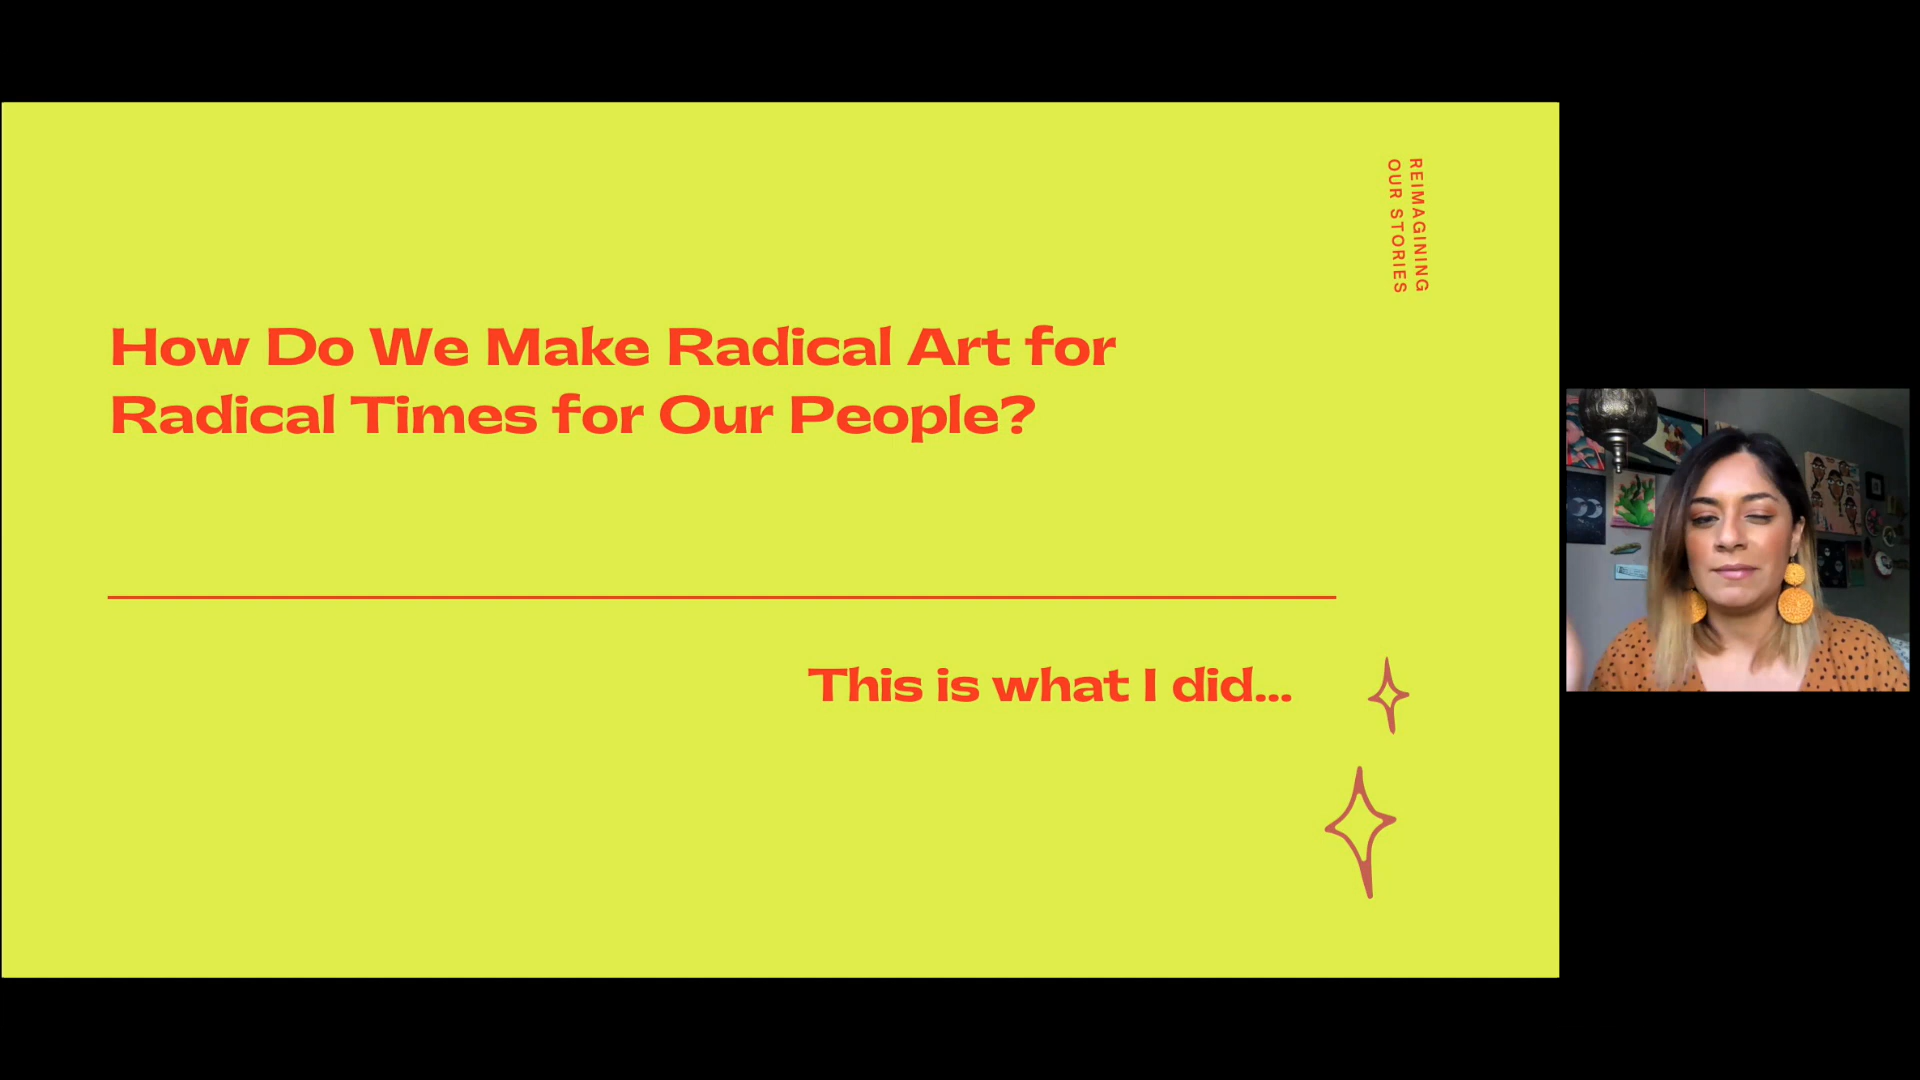 REIMAGINING
OUR STORIES
How Do We Make Radical Art for
Radical Times for Our People?
This is what I did...